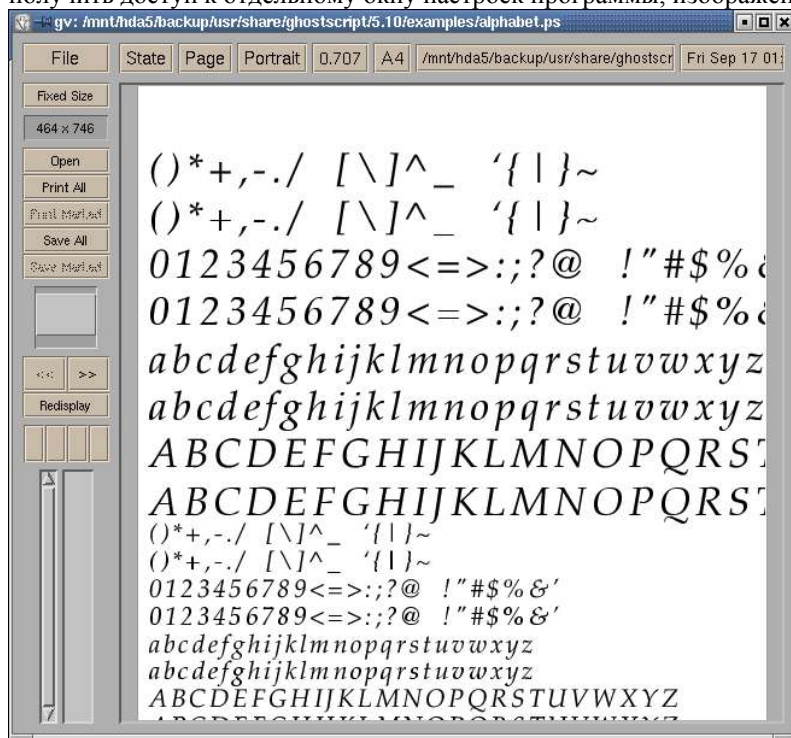 получить доступ к отдельному окну настроек программы, изображен
gv: /mnt/hda5/backup/usr/share/ghostscript/5.10/examples/alphabet.ps
File State Page Portrait 0.707 A4 /mnt/hda5/backup/usr/share/ghostscr Fri Sep 17 01:
Fixed Size
464 x 746
Open
Print All
Print Marked
Save All
Save Marked
<< >>
Redisplay
()*+,-./ [\]^_ ‘{|}~
()*+,-./ [\]^_ ‘{|}~
0123456789<=>:;?@ !"#$%&
0123456789<=>:;?@ !"#$%&
abcdefghijklmnopqrstuvwxyz
abcdefghijklmnopqrstuvwxyz
ABCDEFGHIJKLMNOPQRST
ABCDEFGHIJKLMNOPQRST
()*+,-./ [\]^_ ‘{|}~
()*+,-./ [\]^_ ‘{|}~
0123456789<=>:;?@ !"#$%&’
0123456789<=>:;?@ !"#$%&’
abcdefghijklmnopqrstuvwxyz
abcdefghijklmnopqrstuvwxyz
ABCDEFGHIJKLMNOPQRSTUVWXYZ